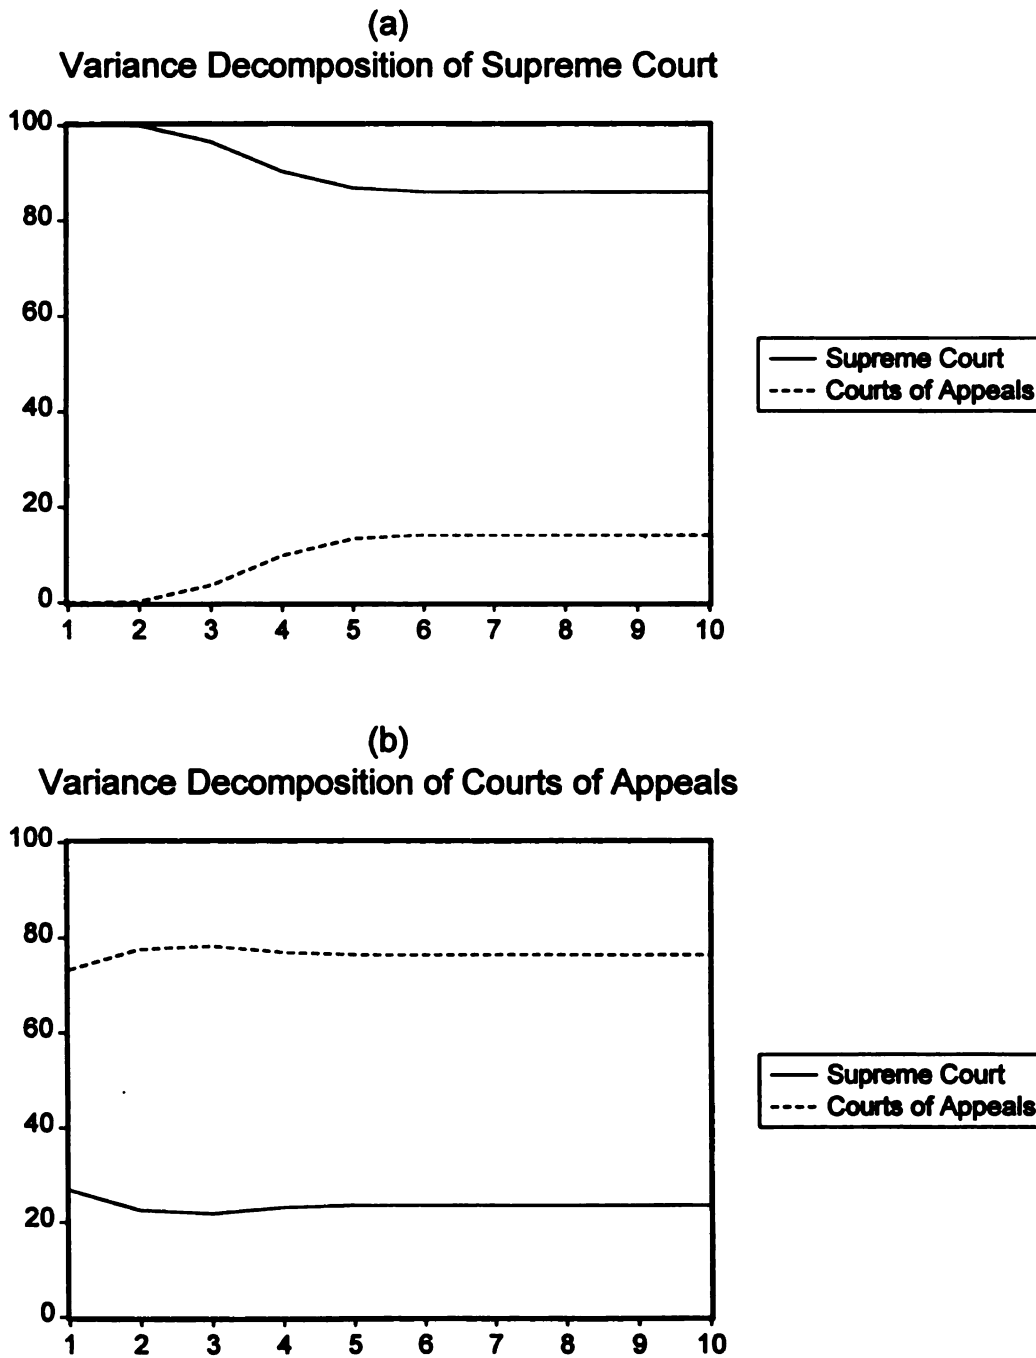 (a)
Variance Decomposition of Supreme Court
100
80
60
40
20
0
1 2 3 4 5 6 7 8 9 10
Supreme Court
Courts of Appeals
(b)
Variance Decomposition of Courts of Appeals
100
80
60
40
20
0
1 2 3 4 5 6 7 8 9 10
Supreme Court
Courts of Appeals